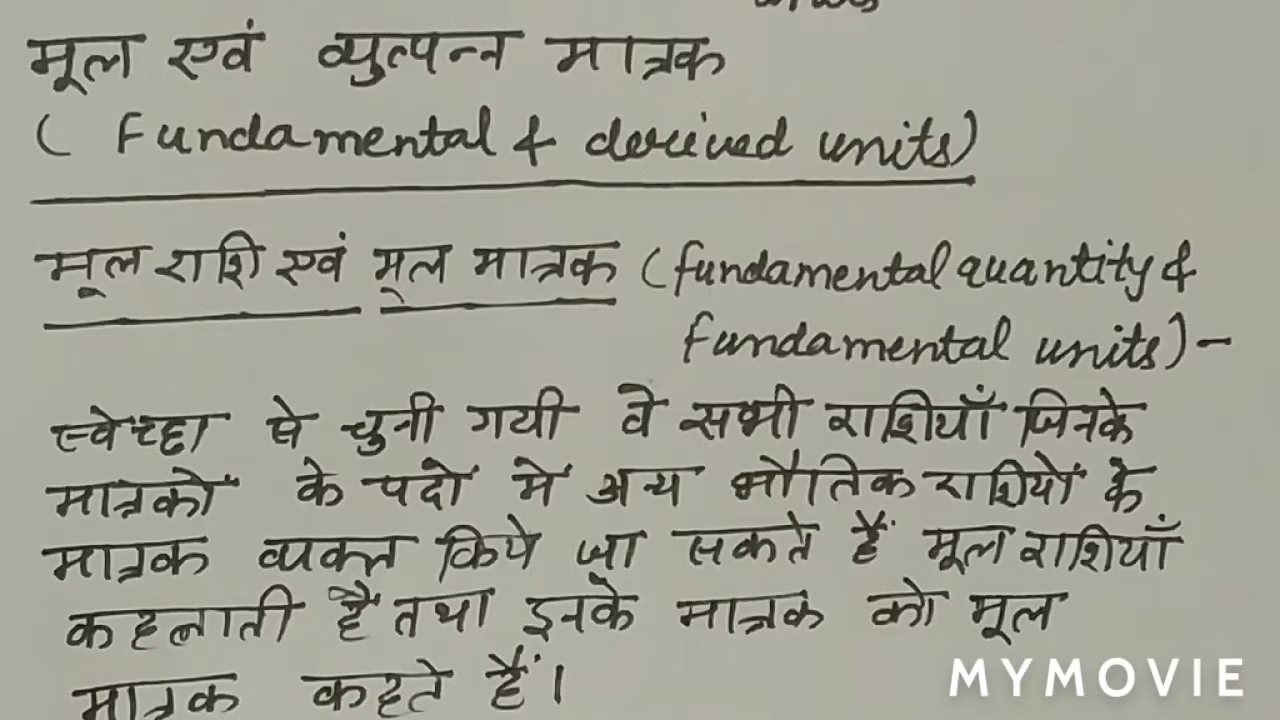 मूल एवं व्युत्पन्न मात्रक
( Fundamental & derived units)
मूल राशि एवं मूल मात्रक (fundamental quantity &
fundamental units) -
स्वेच्छा से चुनी गयी वे सभी राशियाँ जिनके
मात्रकों के पदों में अन्य भौतिक राशियों के
मात्रक व्यक्त किये जा सकते हैं मूल राशियाँ
कहलाती हैं तथा इनके मात्रक को मूल
मात्रक कहते हैं।
MYMOVIE